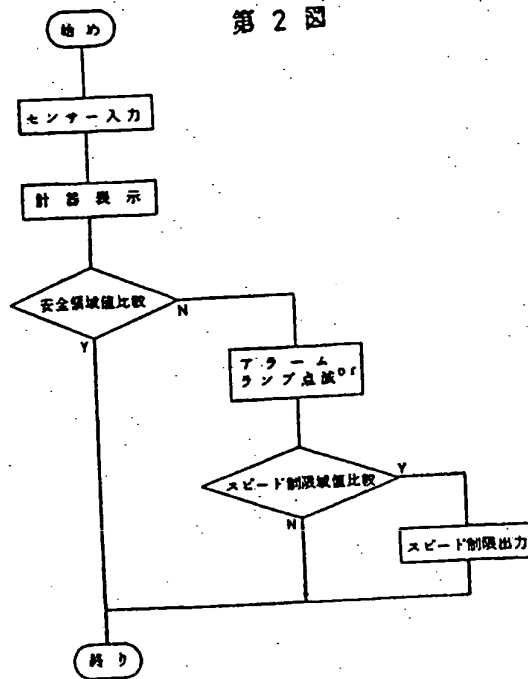 第2図
始め
センサー入力
計器表示
安全領域値比較
N
Y
アラーム or
ランプ点滅
スピード制限域値比較
Y
N
スピード制限出力
終り